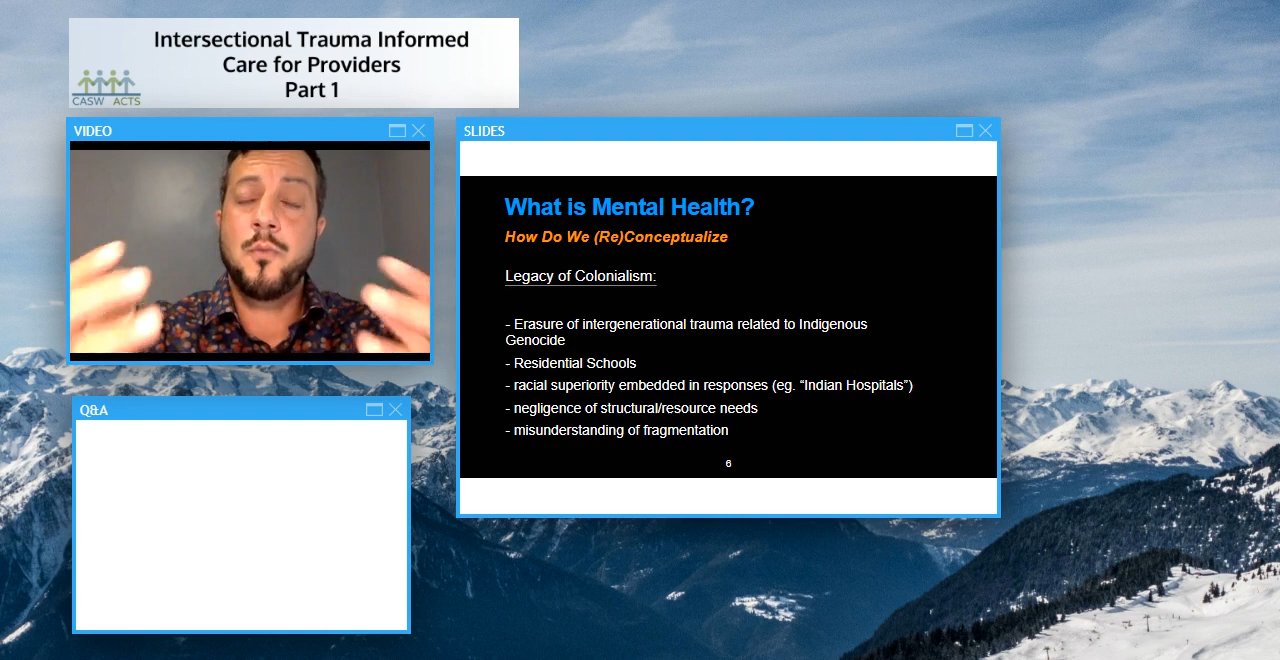 Intersectional Trauma Informed
Care for Providers
Part 1
CASW ACTS
VIDEO
SLIDES
What is Mental Health?
How Do We (Re)Conceptualize
Legacy of Colonialism:
- Erasure of intergenerational trauma related to Indigenous
Genocide
- Residential Schools
- racial superiority embedded in responses (eg. “Indian Hospitals”)
- negligence of structural/resource needs
- misunderstanding of fragmentation
6
Q&A